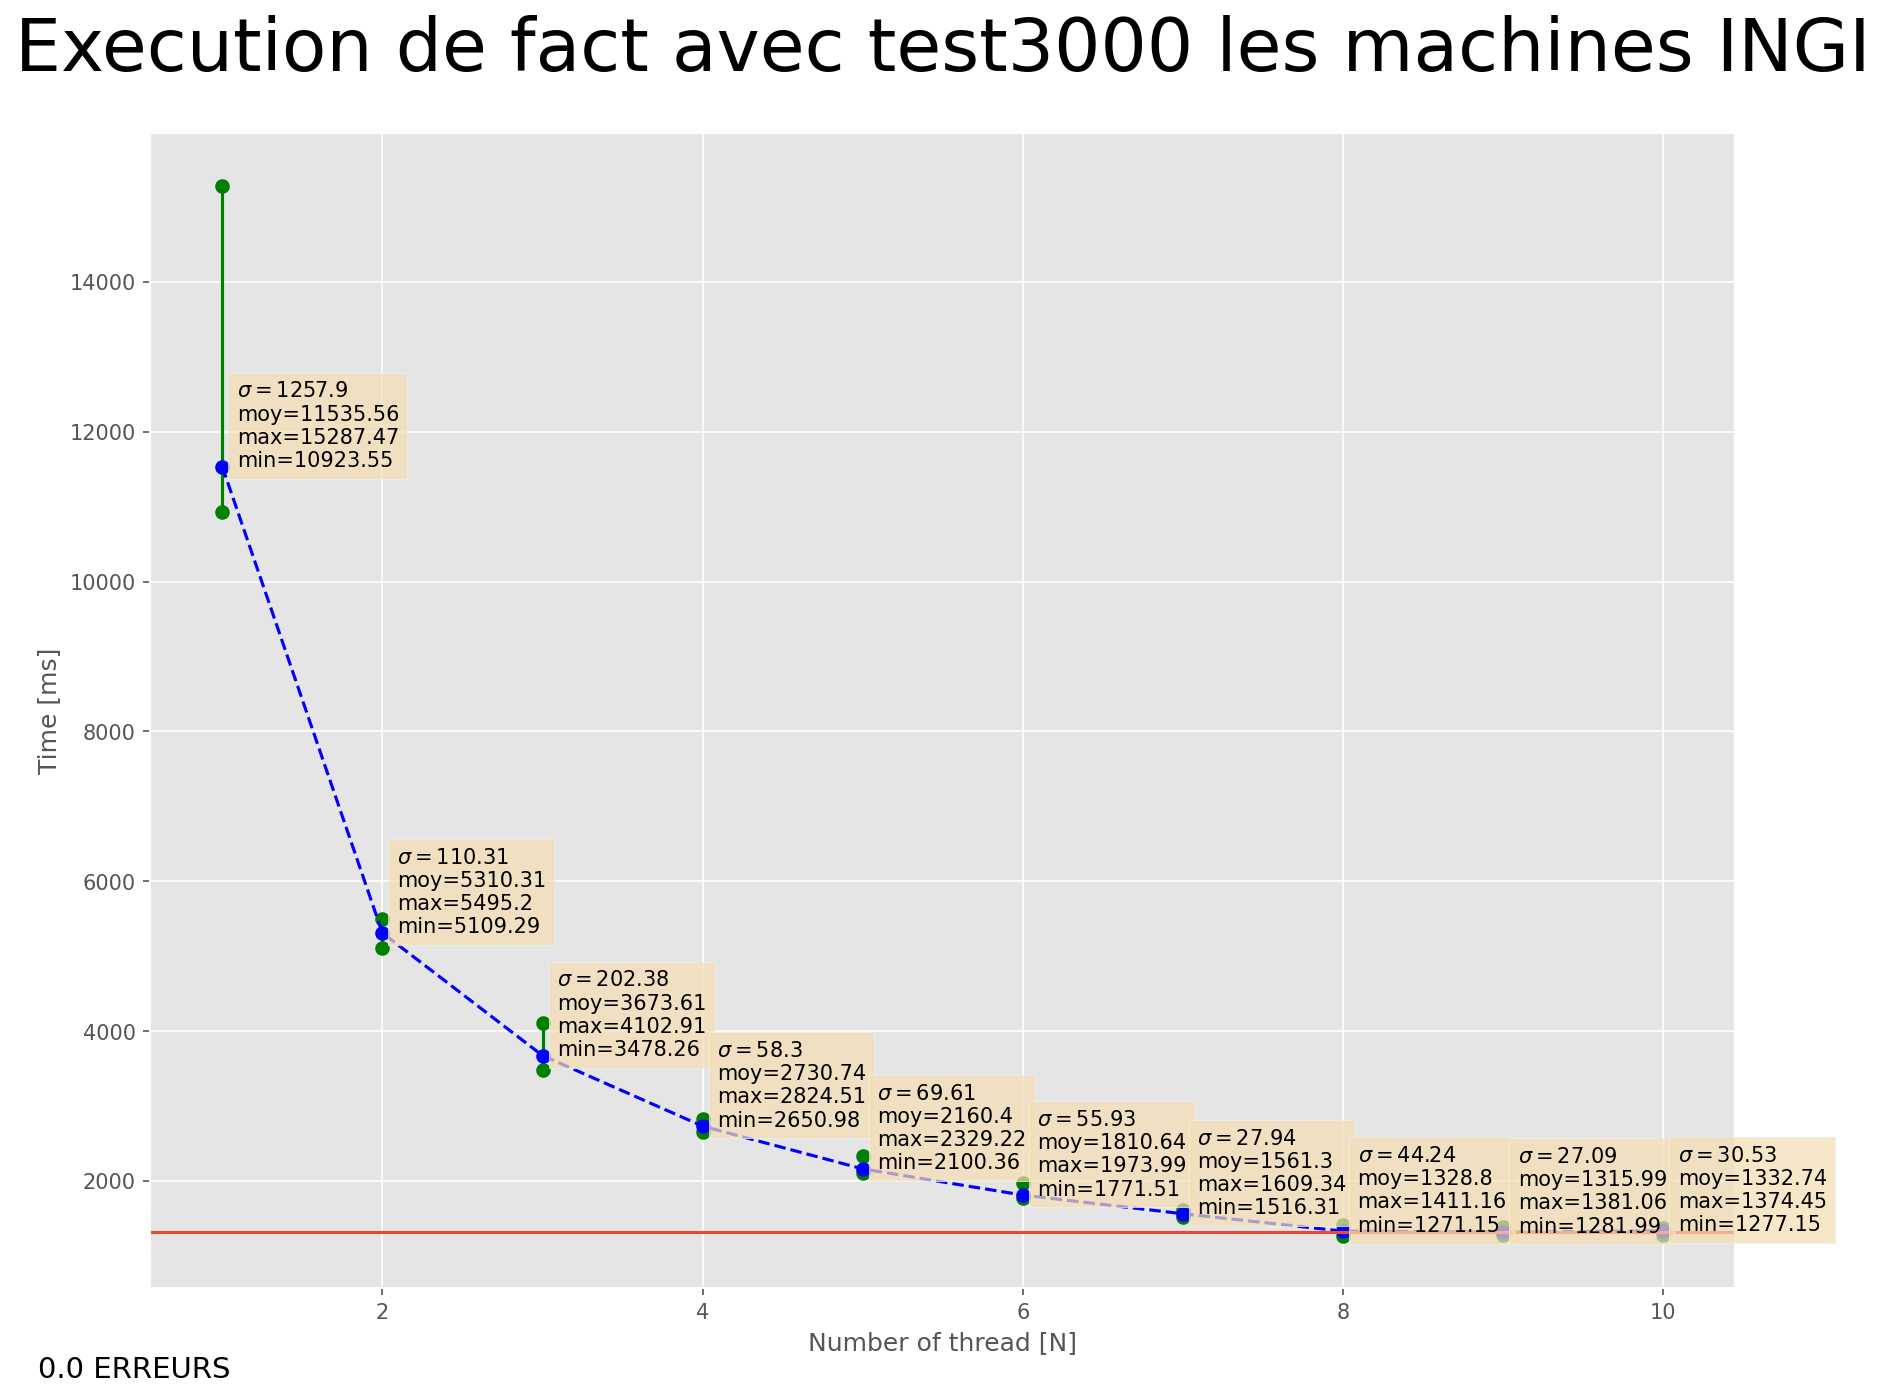 Execution de fact avec test3000 les machines INGI
14000
12000
10000
8000
6000
4000
2000
Time [ms]
σ = 1257.9
moy=11535.56
max=15287.47
min=10923.55
σ = 110.31
moy=5310.31
max=5495.2
min=5109.29
σ = 202.38
moy=3673.61
max=4102.91
min=3478.26
σ = 58.3
moy=2730.74
max=2824.51
min=2650.98
σ = 69.61
moy=2160.4
max=2329.22
min=2100.36
σ = 55.93
moy=1810.64
max=1973.99
min=1771.51
σ = 27.94
moy=1561.3
max=1609.34
min=1516.31
σ = 44.24
moy=1328.8
max=1411.16
min=1271.15
σ = 27.09
moy=1315.99
max=1381.06
min=1281.99
σ = 30.53
moy=1332.74
max=1374.45
min=1277.15
2
4
6
8
10
Number of thread [N]
0.0 ERREURS